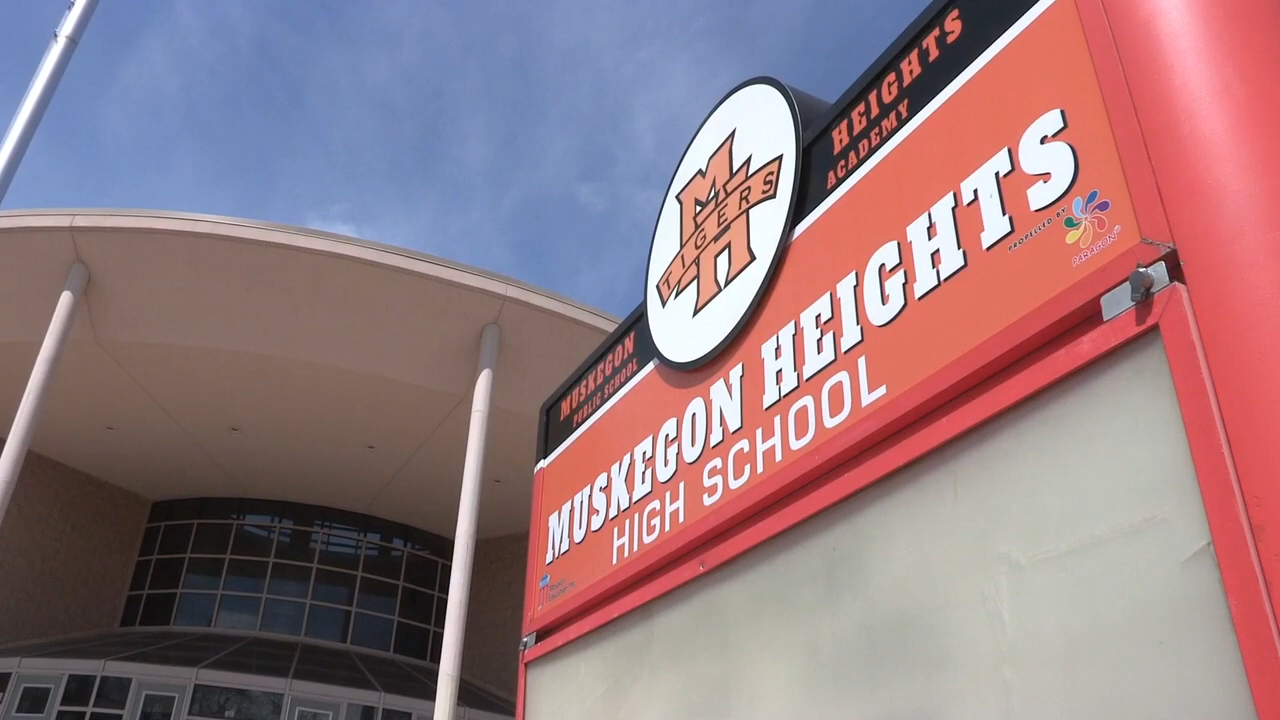 MUSKEGON
PUBLIC SCHOOL
HEIGHTS
ACADEMY
M
TIGERS
H
MUSKEGON HEIGHTS
HIGH SCHOOL
PROPELLED BY
PARAGON